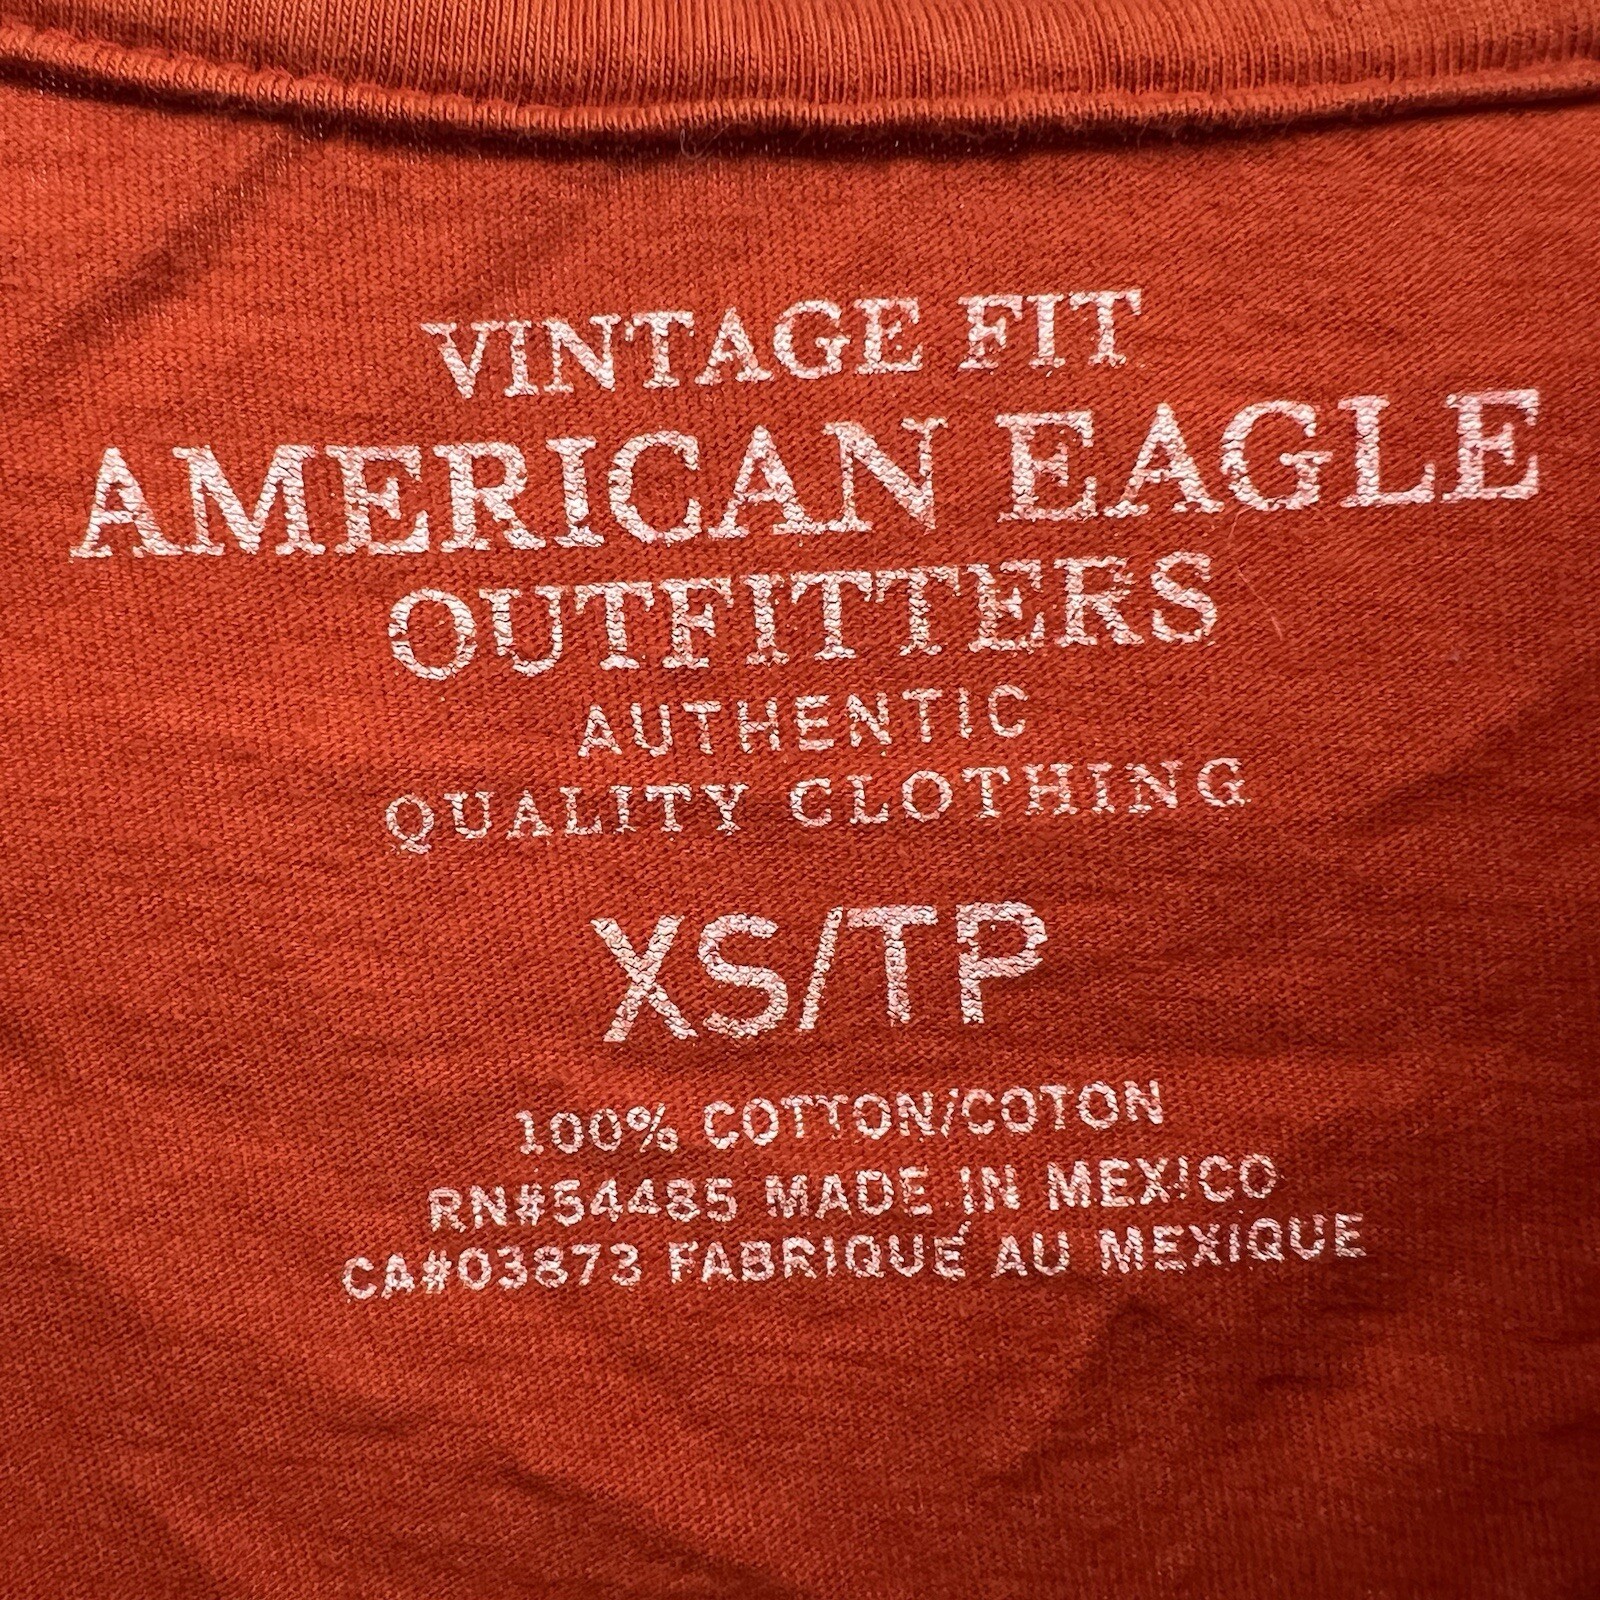 VINTAGE FIT
AMERICAN EAGLE
OUTFITTERS
AUTHENTIC
QUALITY CLOTHING
XS/TP
100% COTTON/COTON
RN#54485 MADE IN MEXICO
CA#03873 FABRIQUÉ AU MEXIQUE